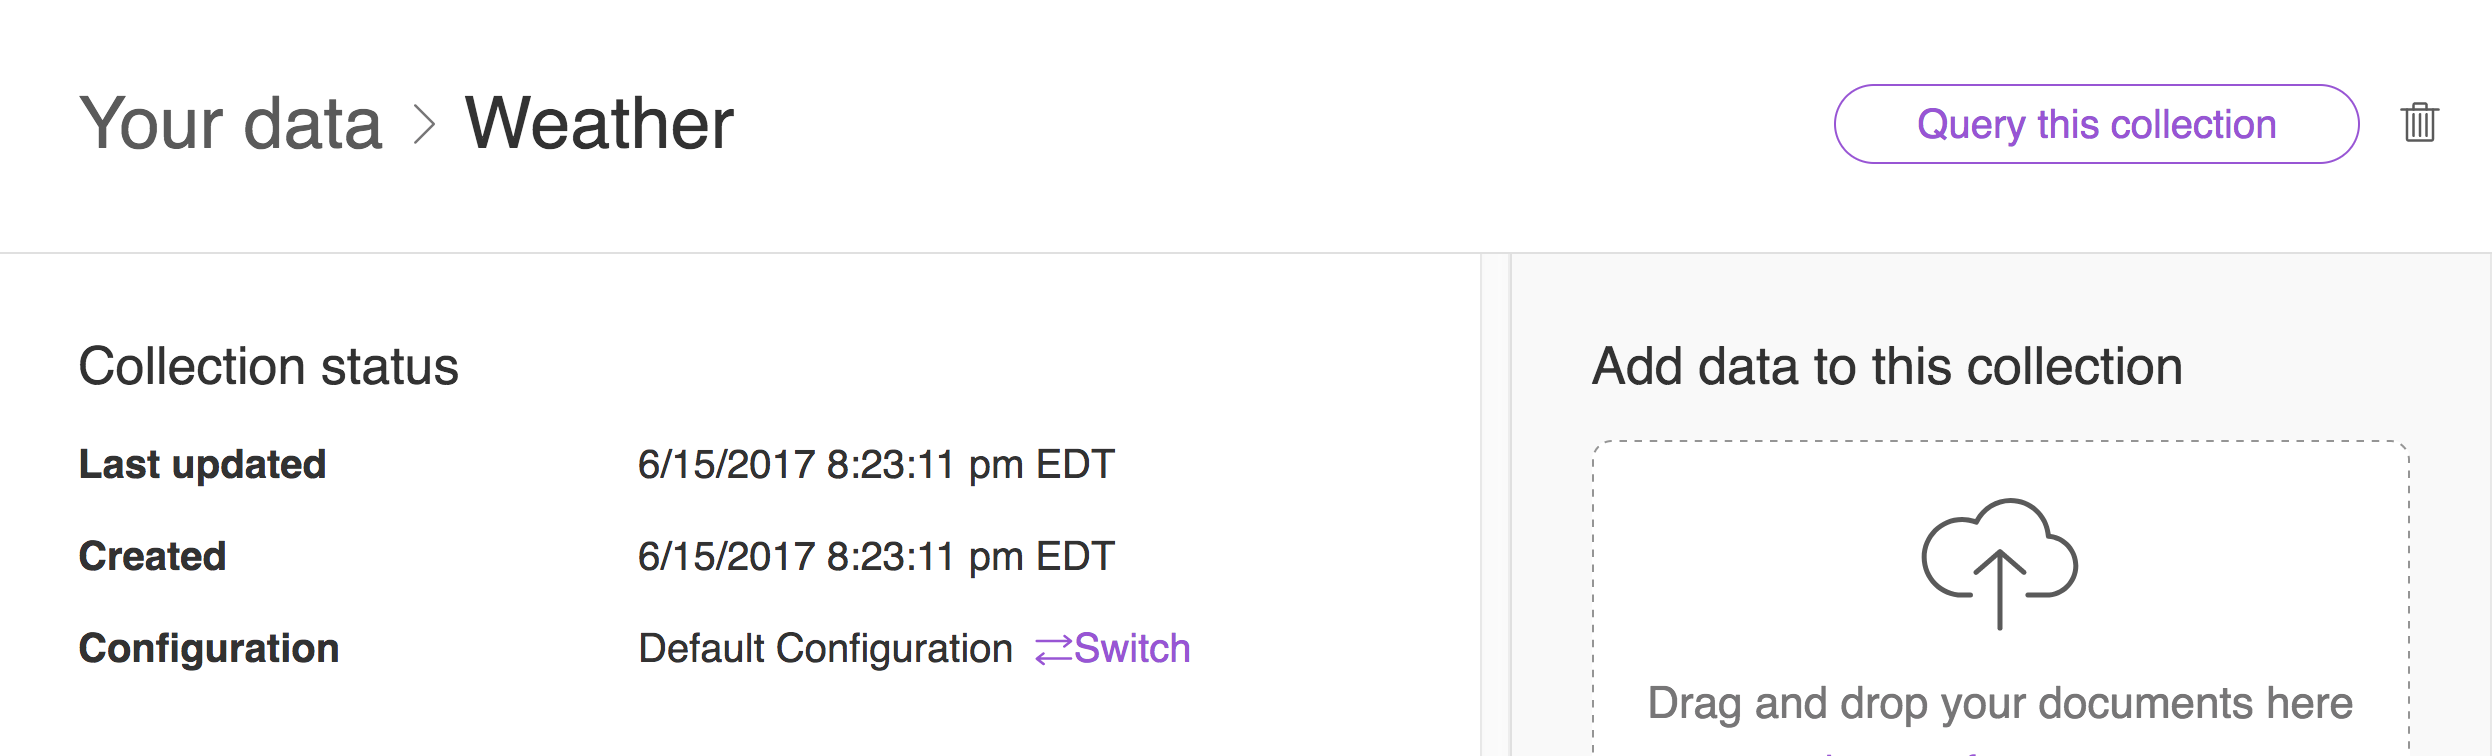 Your data > Weather
Query this collection
Collection status
Last updated 6/15/2017 8:23:11 pm EDT
Created 6/15/2017 8:23:11 pm EDT
Configuration Default Configuration Switch
Add data to this collection
Drag and drop your documents here